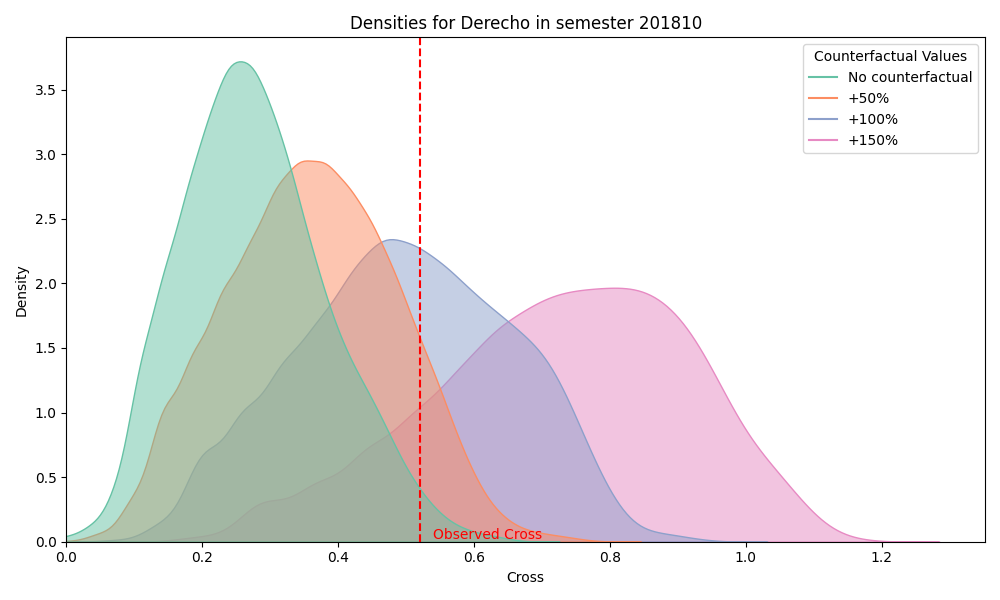 Densities for Derecho in semester 201810
Counterfactual Values
No counterfactual
+50%
+100%
+150%
Density
3.5
3.0
2.5
2.0
1.5
1.0
0.5
0.0
Observed Cross
0.0 0.2 0.4 0.6 0.8 1.0 1.2
Cross